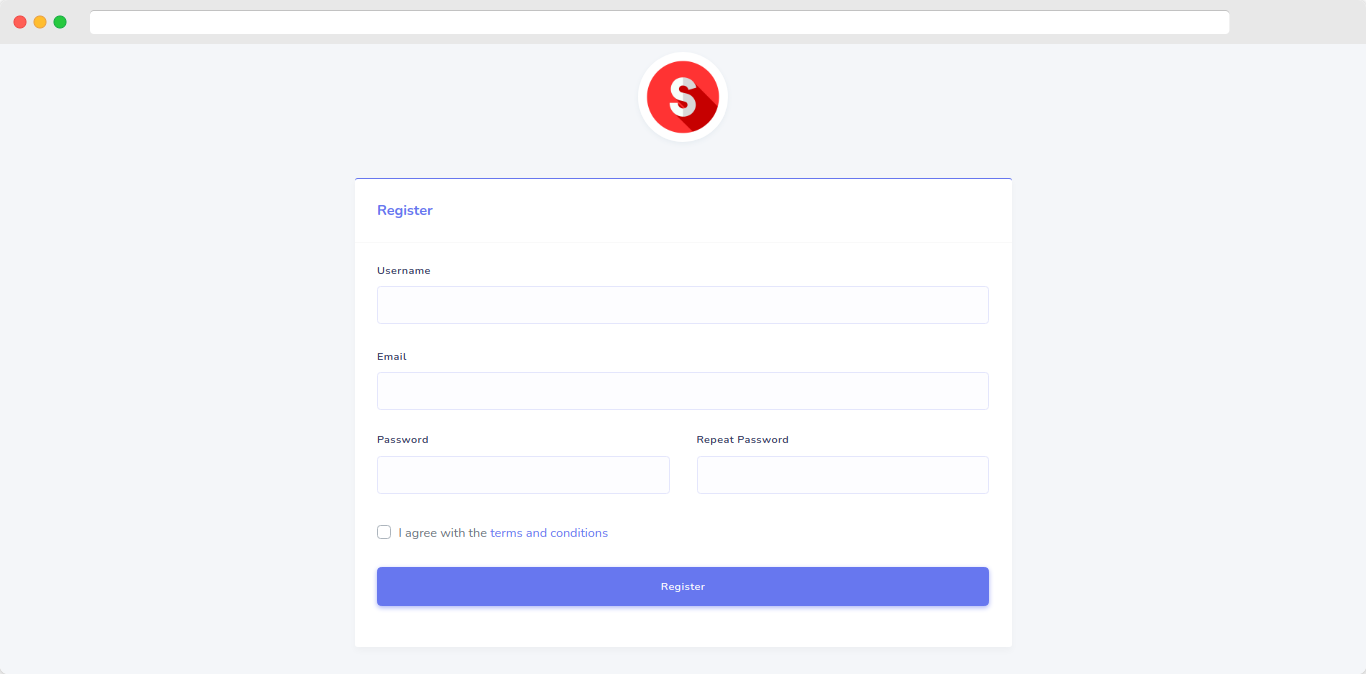 S
Register
Username
Email
Password Repeat Password
I agree with the terms and conditions
Register